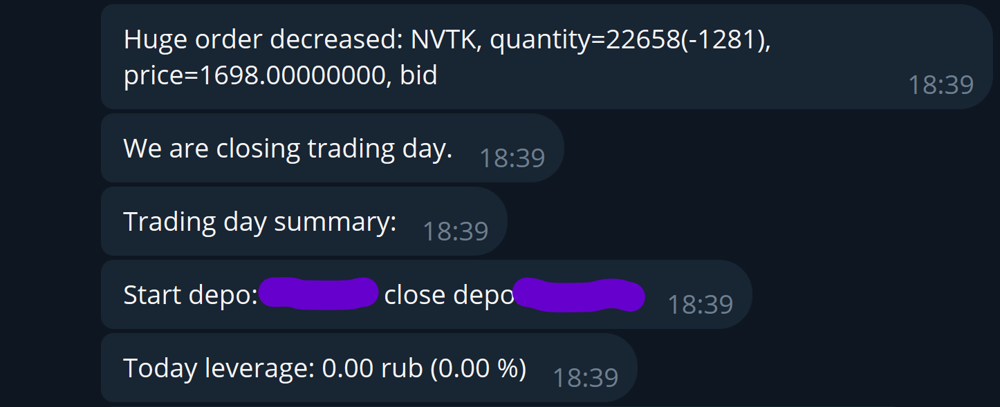 Huge order decreased: NVTK, quantity=22658(-1281),
price=1698.00000000, bid
18:39
We are closing trading day. 18:39
Trading day summary: 18:39
Start depo: close depo 18:39
Today leverage: 0.00 rub (0.00 %) 18:39